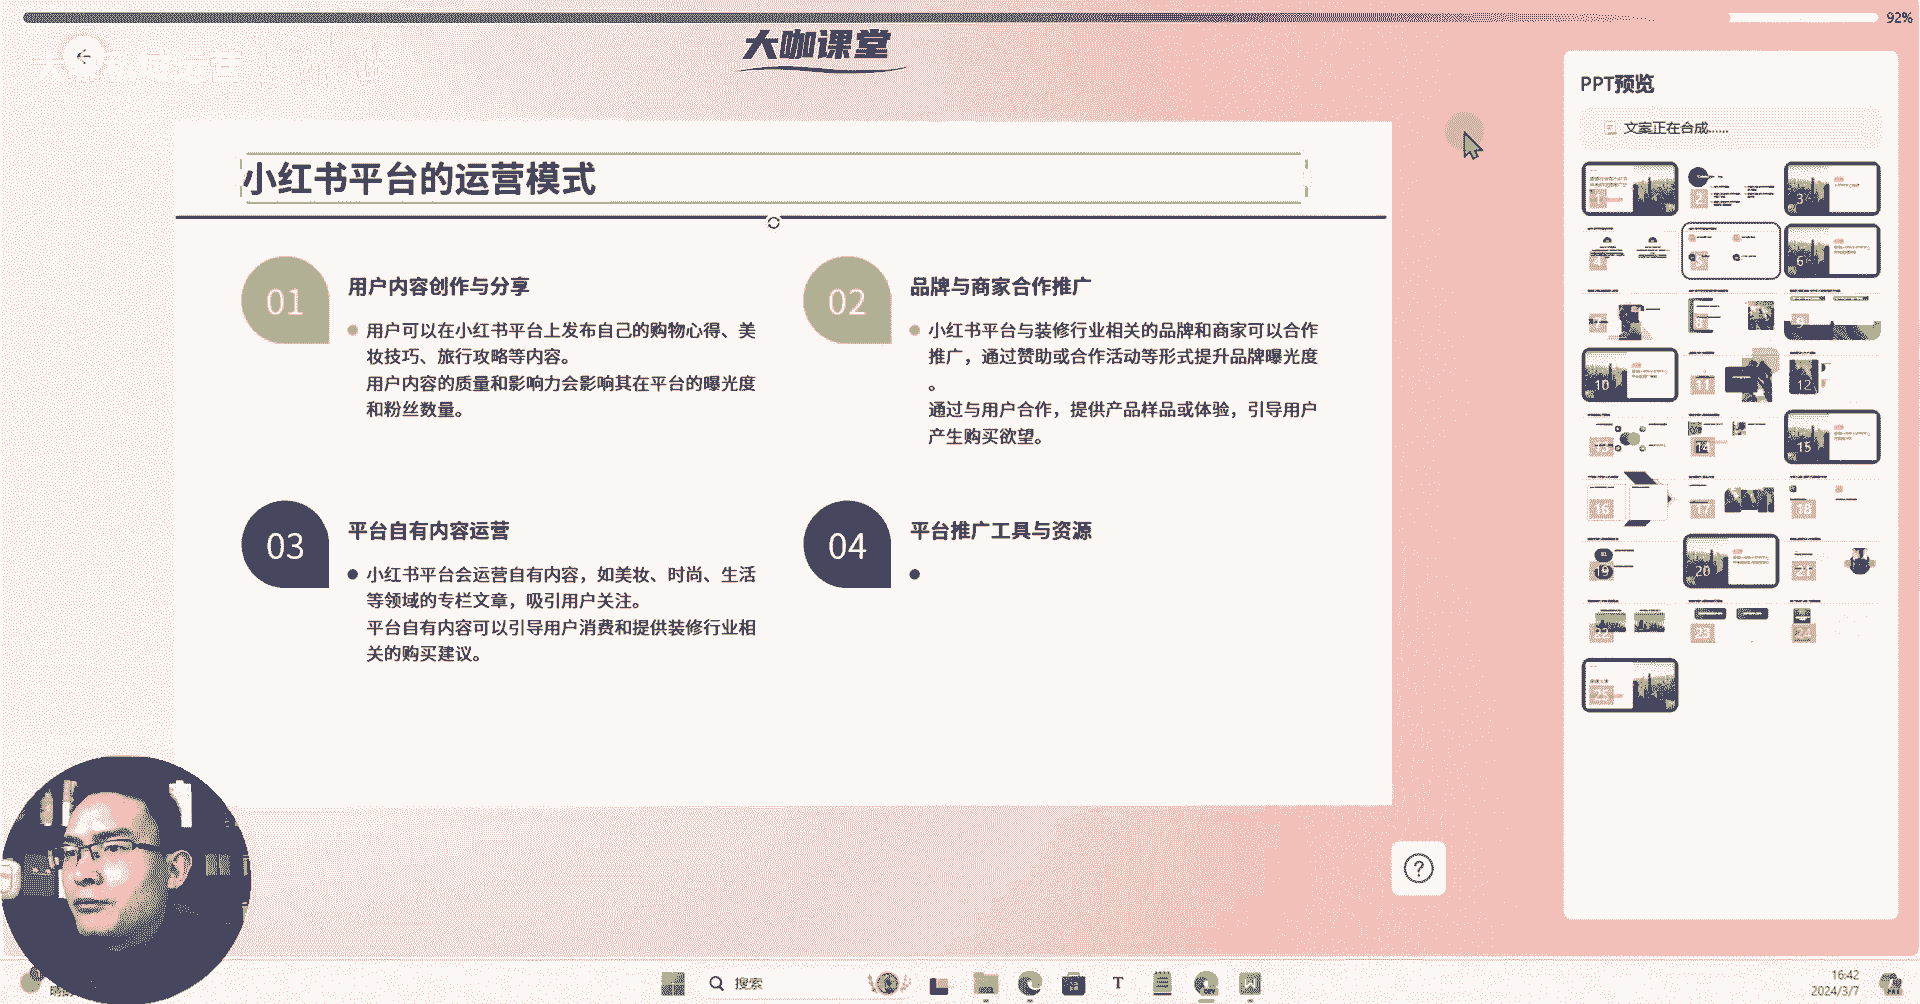 92%
大咖课堂
PPT预览
文案正在合成......
小红书平台的运营模式
01
用户内容创作与分享
用户可以在小红书平台上发布自己的购物心得、美
妆技巧、旅行攻略等内容。
用户内容的质量和影响力会影响其在平台的曝光度
和粉丝数量。
02
品牌与商家合作推广
小红书平台与装修行业相关的品牌和商家可以合作
推广，通过赞助或合作活动等形式提升品牌曝光度
。
通过与用户合作，提供产品样品或体验，引导用户
产生购买欲望。
03
平台自有内容运营
小红书平台会运营自有内容，如美妆、时尚、生活
等领域的专栏文章，吸引用户关注。
平台自有内容可以引导用户消费和提供装修行业相
关的购买建议。
04
平台推广工具与资源
1
2
3
4
5
6
7
8
9
10
11
12
13
14
15
16
17
18
19
20
21
22
23
24
25
搜索
16:42
2024/3/7